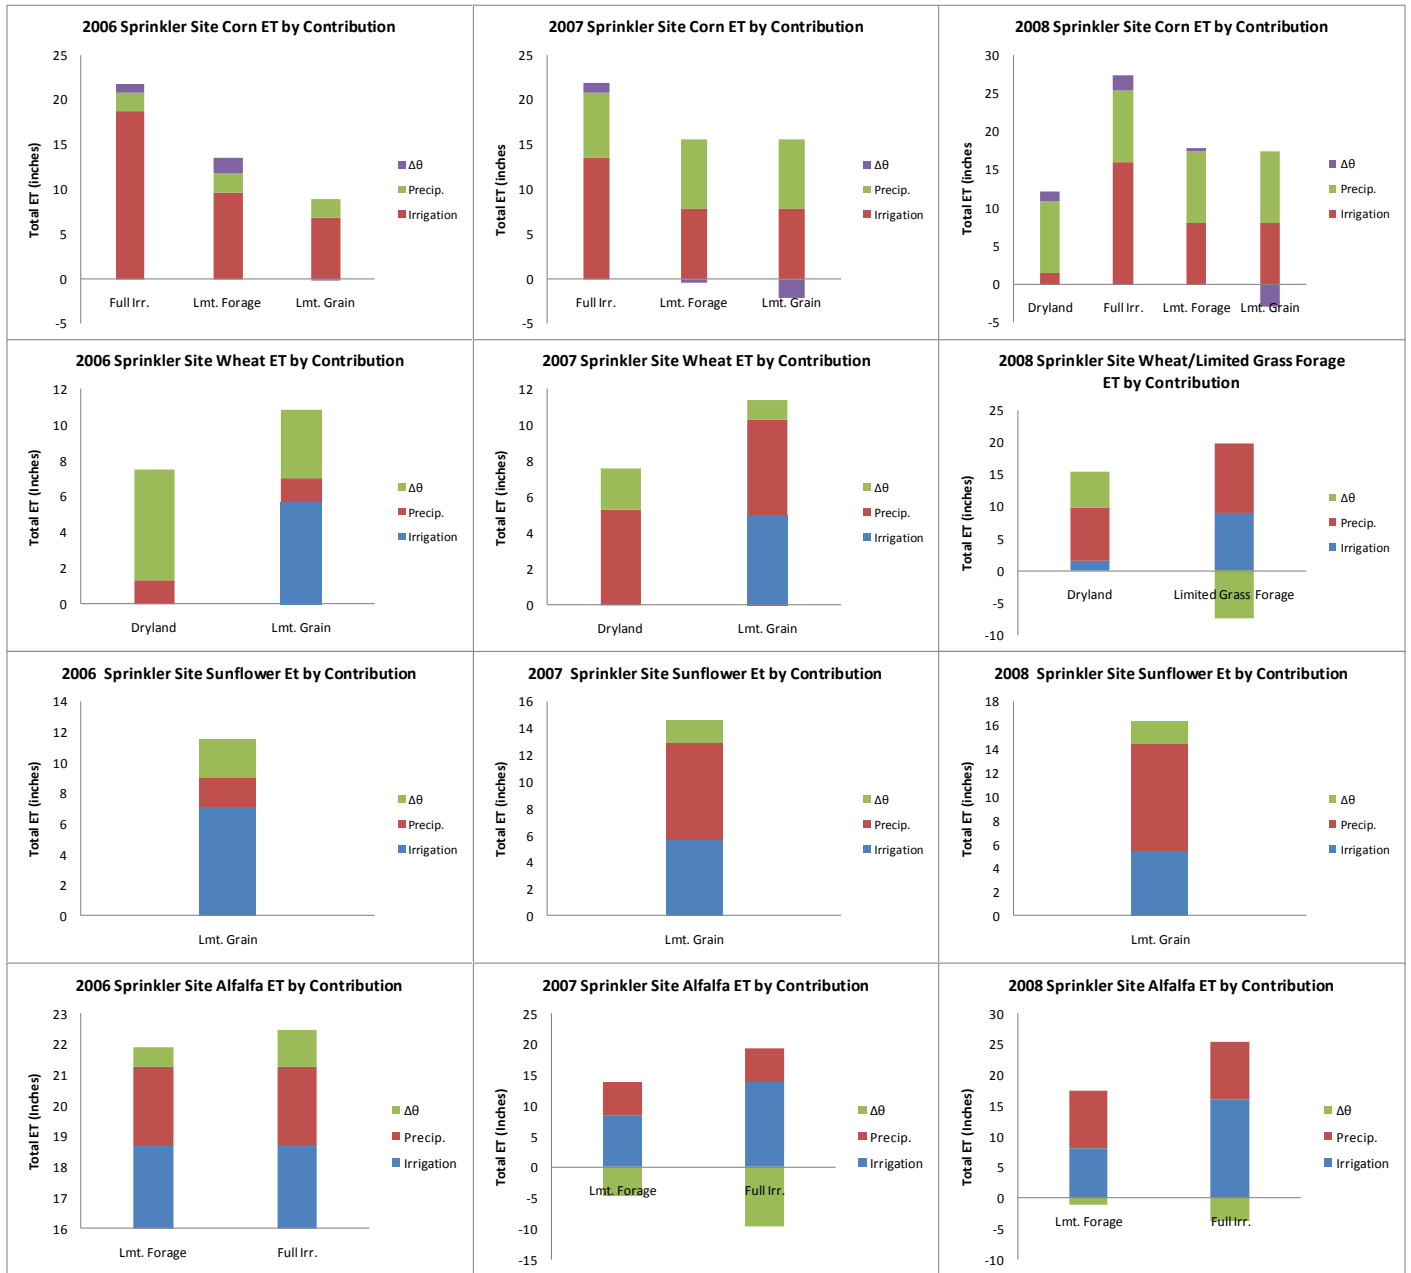 2006 Sprinkler Site Corn ET by Contribution
25
20
15
10
5
0
-5
Total ET (inches)
Full Irr.
Lmt. Forage
Lmt. Grain
Δθ
Precip.
Irrigation
2007 Sprinkler Site Corn ET by Contribution
25
20
15
10
5
0
-5
Total ET (inches
Full Irr.
Lmt. Forage
Lmt. Grain
Δθ
Precip.
Irrigation
2008 Sprinkler Site Corn ET by Contribution
30
25
20
15
10
5
0
-5
Total ET (inches
Dryland
Full Irr.
Lmt. Forage
Lmt. Grain
Δθ
Precip.
Irrigation
2006 Sprinkler Site Wheat ET by Contribution
12
10
8
6
4
2
0
Total ET (Inches)
Dryland
Lmt. Grain
Δθ
Precip.
Irrigation
2007 Sprinkler Site Wheat ET by Contribution
12
10
8
6
4
2
0
Total ET (inches)
Dryland
Lmt. Grain
Δθ
Precip.
Irrigation
2008 Sprinkler Site Wheat/Limited Grass Forage
ET by Contribution
25
20
15
10
5
0
-5
-10
Total ET (inches)
Dryland
Limited Grass Forage
Δθ
Precip.
Irrigation
2006 Sprinkler Site Sunflower Et by Contribution
14
12
10
8
6
4
2
0
Total ET (inches)
Lmt. Grain
Δθ
Precip.
Irrigation
2007 Sprinkler Site Sunflower Et by Contribution
16
14
12
10
8
6
4
2
0
Total ET (inches)
Lmt. Grain
Δθ
Precip.
Irrigation
2008 Sprinkler Site Sunflower Et by Contribution
18
16
14
12
10
8
6
4
2
0
Total ET (inches)
Lmt. Grain
Δθ
Precip.
Irrigation
2006 Sprinkler Site Alfalfa ET by Contribution
23
22
21
20
19
18
17
16
Total ET (Inches)
Lmt. Forage
Full Irr.
Δθ
Precip.
Irrigation
2007 Sprinkler Site Alfalfa ET by Contribution
25
20
15
10
5
0
-5
-10
-15
Total ET (Inches)
Lmt. Forage
Full Irr.
Δθ
Precip.
Irrigation
2008 Sprinkler Site Alfalfa ET by Contribution
30
25
20
15
10
5
0
-5
-10
Total ET (Inches)
Lmt. Forage
Full Irr.
Δθ
Precip.
Irrigation